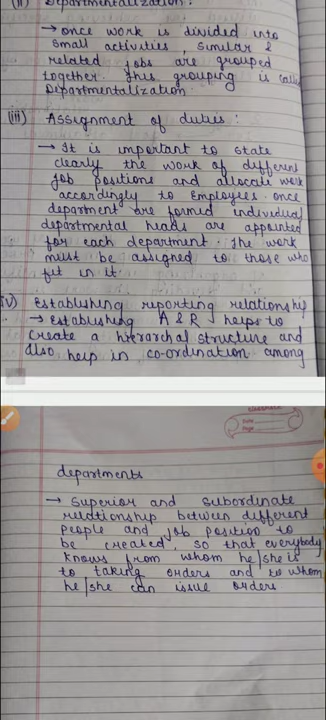 (ii) Departmentalization :
→ once work is divided into
small activities, similar &
related jobs are grouped
together. This grouping is called
Departmentalization.
(iii) Assignment of duties :
→ It is important to state
clearly the work of different
job positions and allocate work
accordingly to Employees. once
department are formed individual
departmental heads are appointed
for each department. The work
must be assigned to those who
fit in it.
iv) Establishing reporting relationship
→ Establishing A & R helps to
create a hierarchal structure and
also help in co-ordination among
Date
Page
departments
→ Superior and subordinate
relationship between different
people and job position to
be created, so that everybody
knows from whom he/she is
to taking orders and to whom
he/she can issue orders